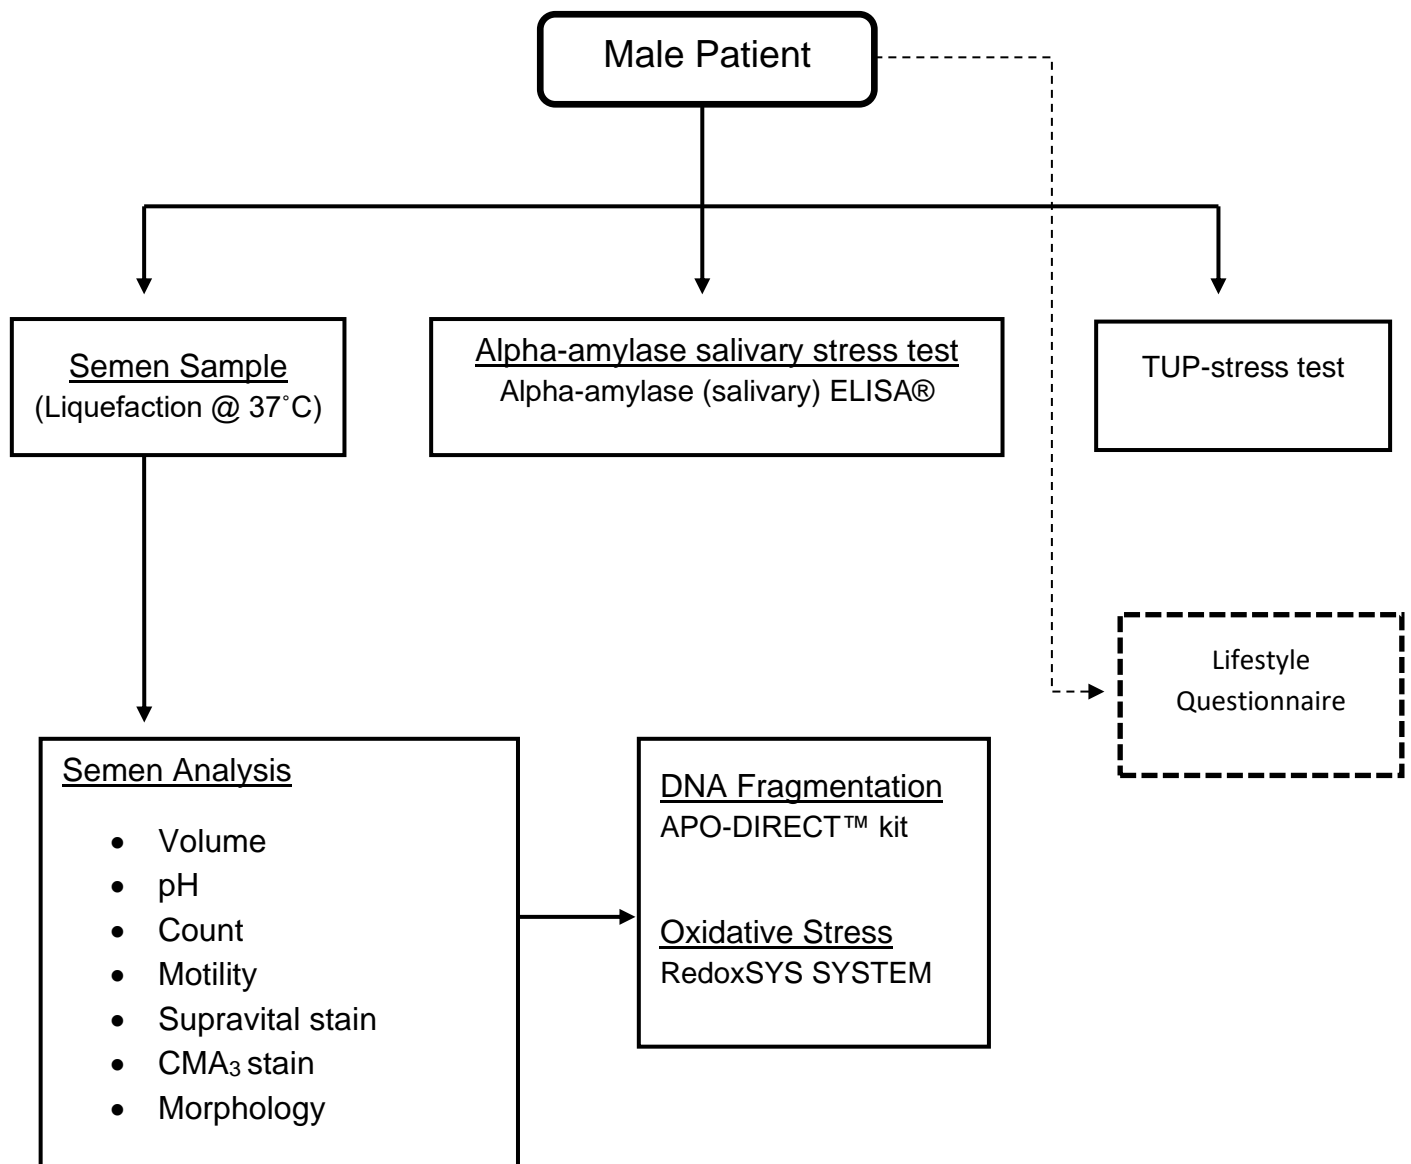 Male Patient
Semen Sample
(Liquefaction @ 37˚C)
Alpha-amylase salivary stress test
Alpha-amylase (salivary) ELISA®
TUP-stress test
Lifestyle
Questionnaire
Semen Analysis
• Volume
• pH
• Count
• Motility
• Supravital stain
• CMA₃ stain
• Morphology
DNA Fragmentation
APO-DIRECT™ kit
Oxidative Stress
RedoxSYS SYSTEM